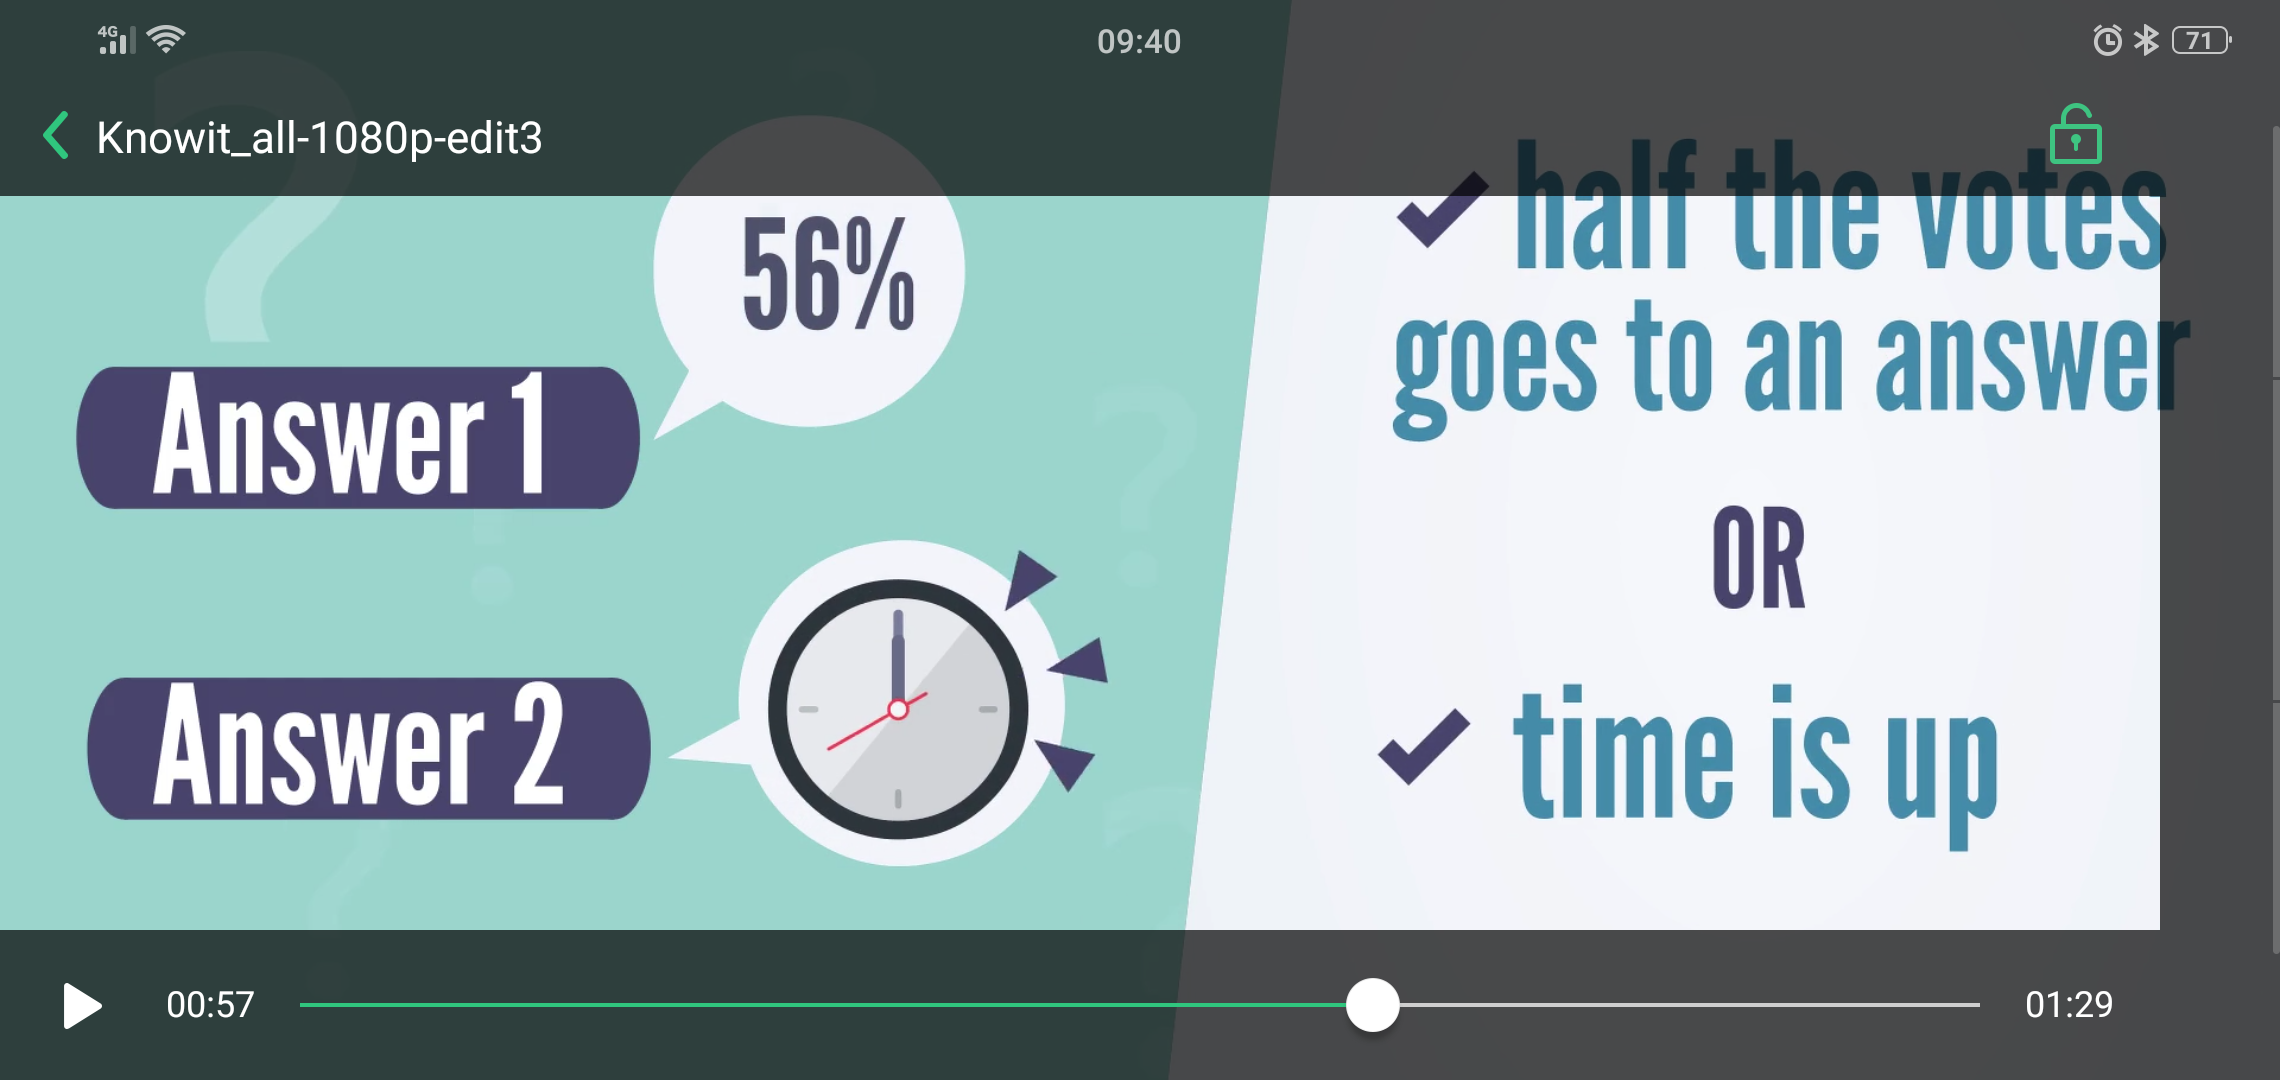 4G
09:40
71
Knowit_all-1080p-edit3
56%
Answer 1
Answer 2
half the votes
goes to an answer
OR
time is up
00:57
01:29